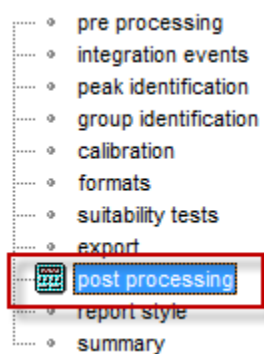 pre processing
integration events
peak identification
group identification
calibration
formats
suitability tests
export
post processing
report style
summary